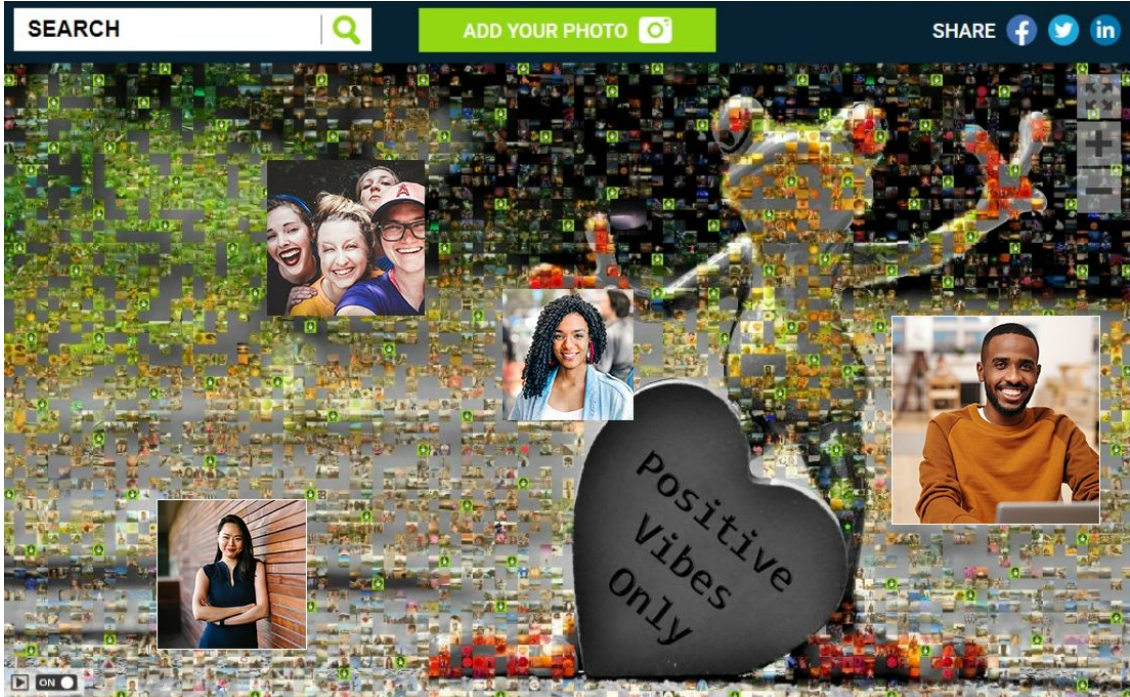 SEARCH
ADD YOUR PHOTO
SHARE
Positive
Vibes
Only
A
ON